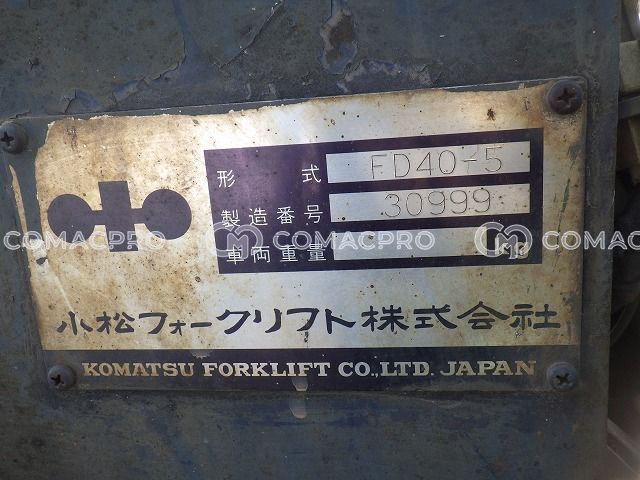 形式 FD40-5
製造番号 30999
車両重量
COMACPRO COMACPRO COMACPRO
小松フォークリフト株式会社
KOMATSU FORKLIFT CO.,LTD. JAPAN